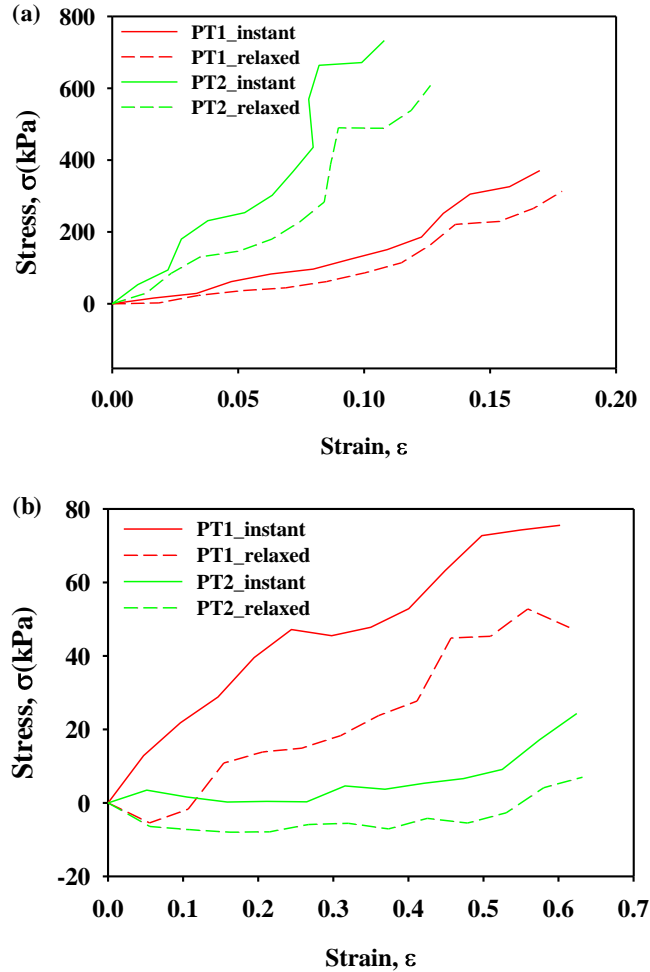 (a)
800
600
400
200
0
Stress, σ(kPa)
PT1_instant
PT1_relaxed
PT2_instant
PT2_relaxed
0.00 0.05 0.10 0.15 0.20
Strain, ε
(b)
80
60
40
20
0
-20
Stress, σ(kPa)
PT1_instant
PT1_relaxed
PT2_instant
PT2_relaxed
0.0 0.1 0.2 0.3 0.4 0.5 0.6 0.7
Strain, ε